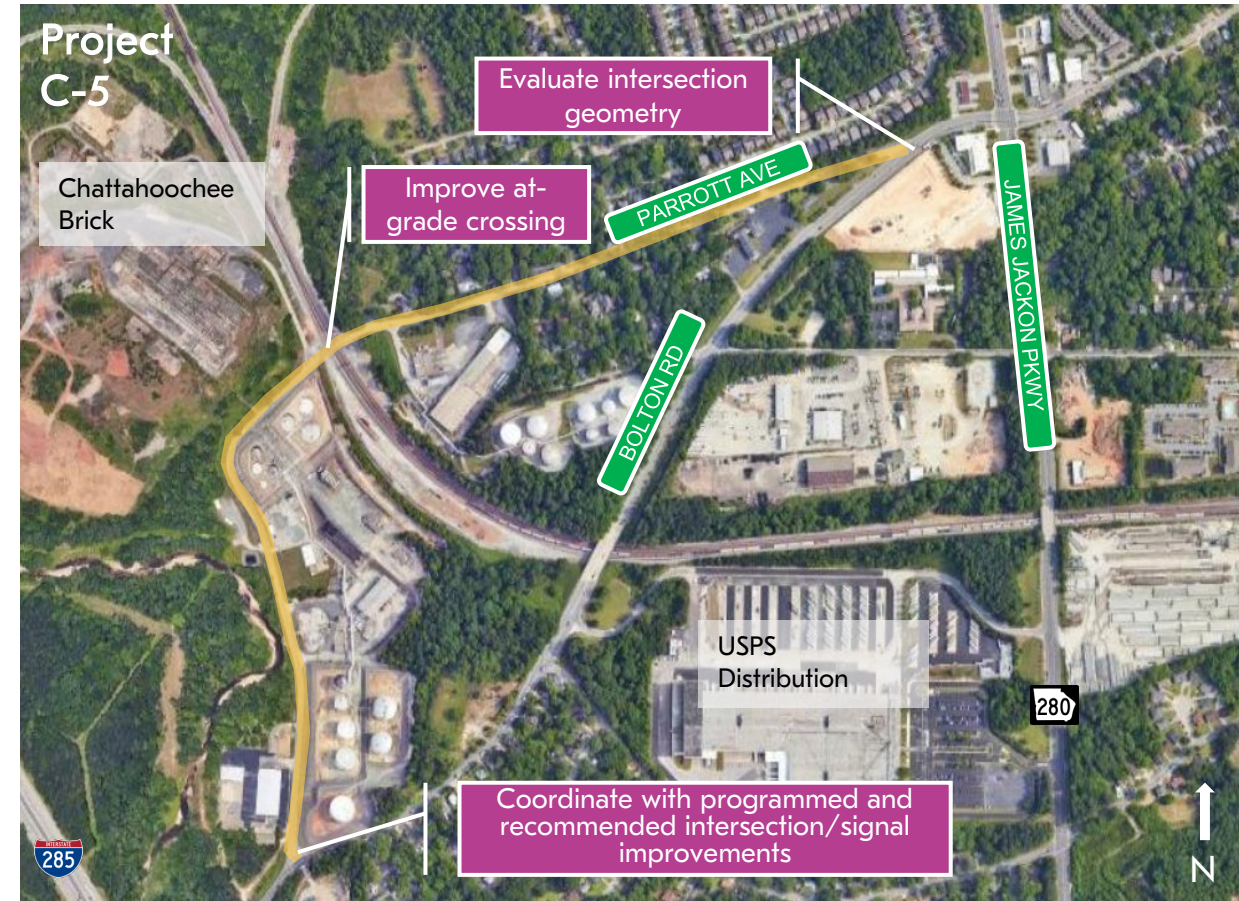 Project
C-5
Evaluate intersection
geometry
Chattahoochee
Brick
Improve at-
grade crossing
PARROTT AVE
JAMES JACKON PKWY
BOLTON RD
USPS
Distribution
280
Coordinate with programmed and
recommended intersection/signal
improvements
INTERSTATE
285
N